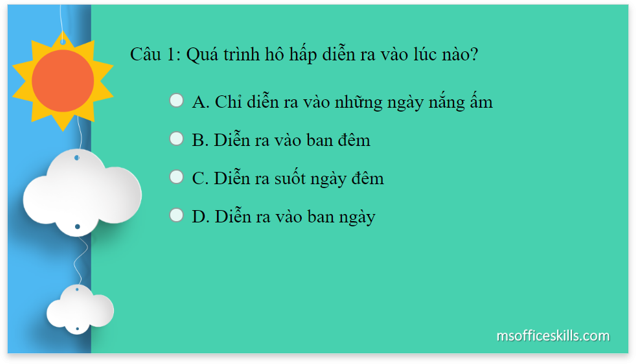 Câu 1: Quá trình hô hấp diễn ra vào lúc nào?
A. Chỉ diễn ra vào những ngày nắng ấm
B. Diễn ra vào ban đêm
C. Diễn ra suốt ngày đêm
D. Diễn ra vào ban ngày
msofficeskills.com